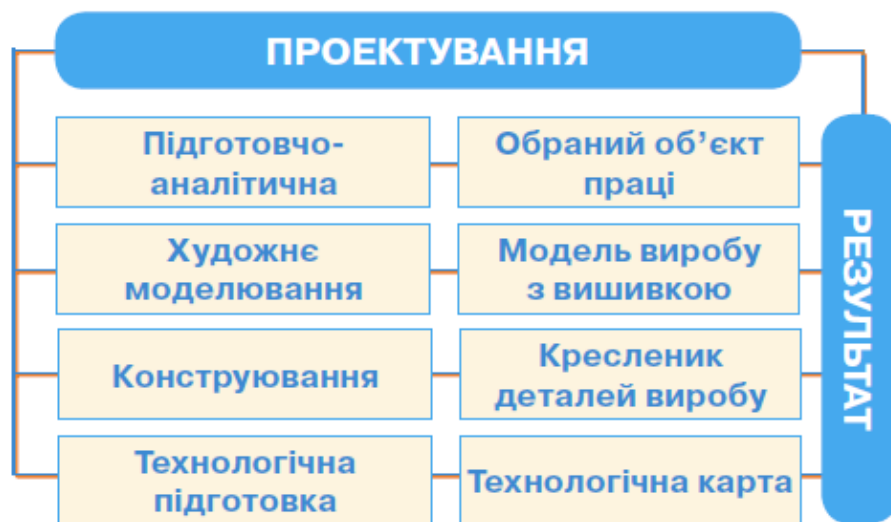 ПРОЕКТУВАННЯ
Підготовчо-
аналітична
Обраний об’єкт
праці
Художнє
моделювання
Модель виробу
з вишивкою
Конструювання
Кресленик
деталей виробу
Технологічна
підготовка
Технологічна карта
РЕЗУЛЬТАТ